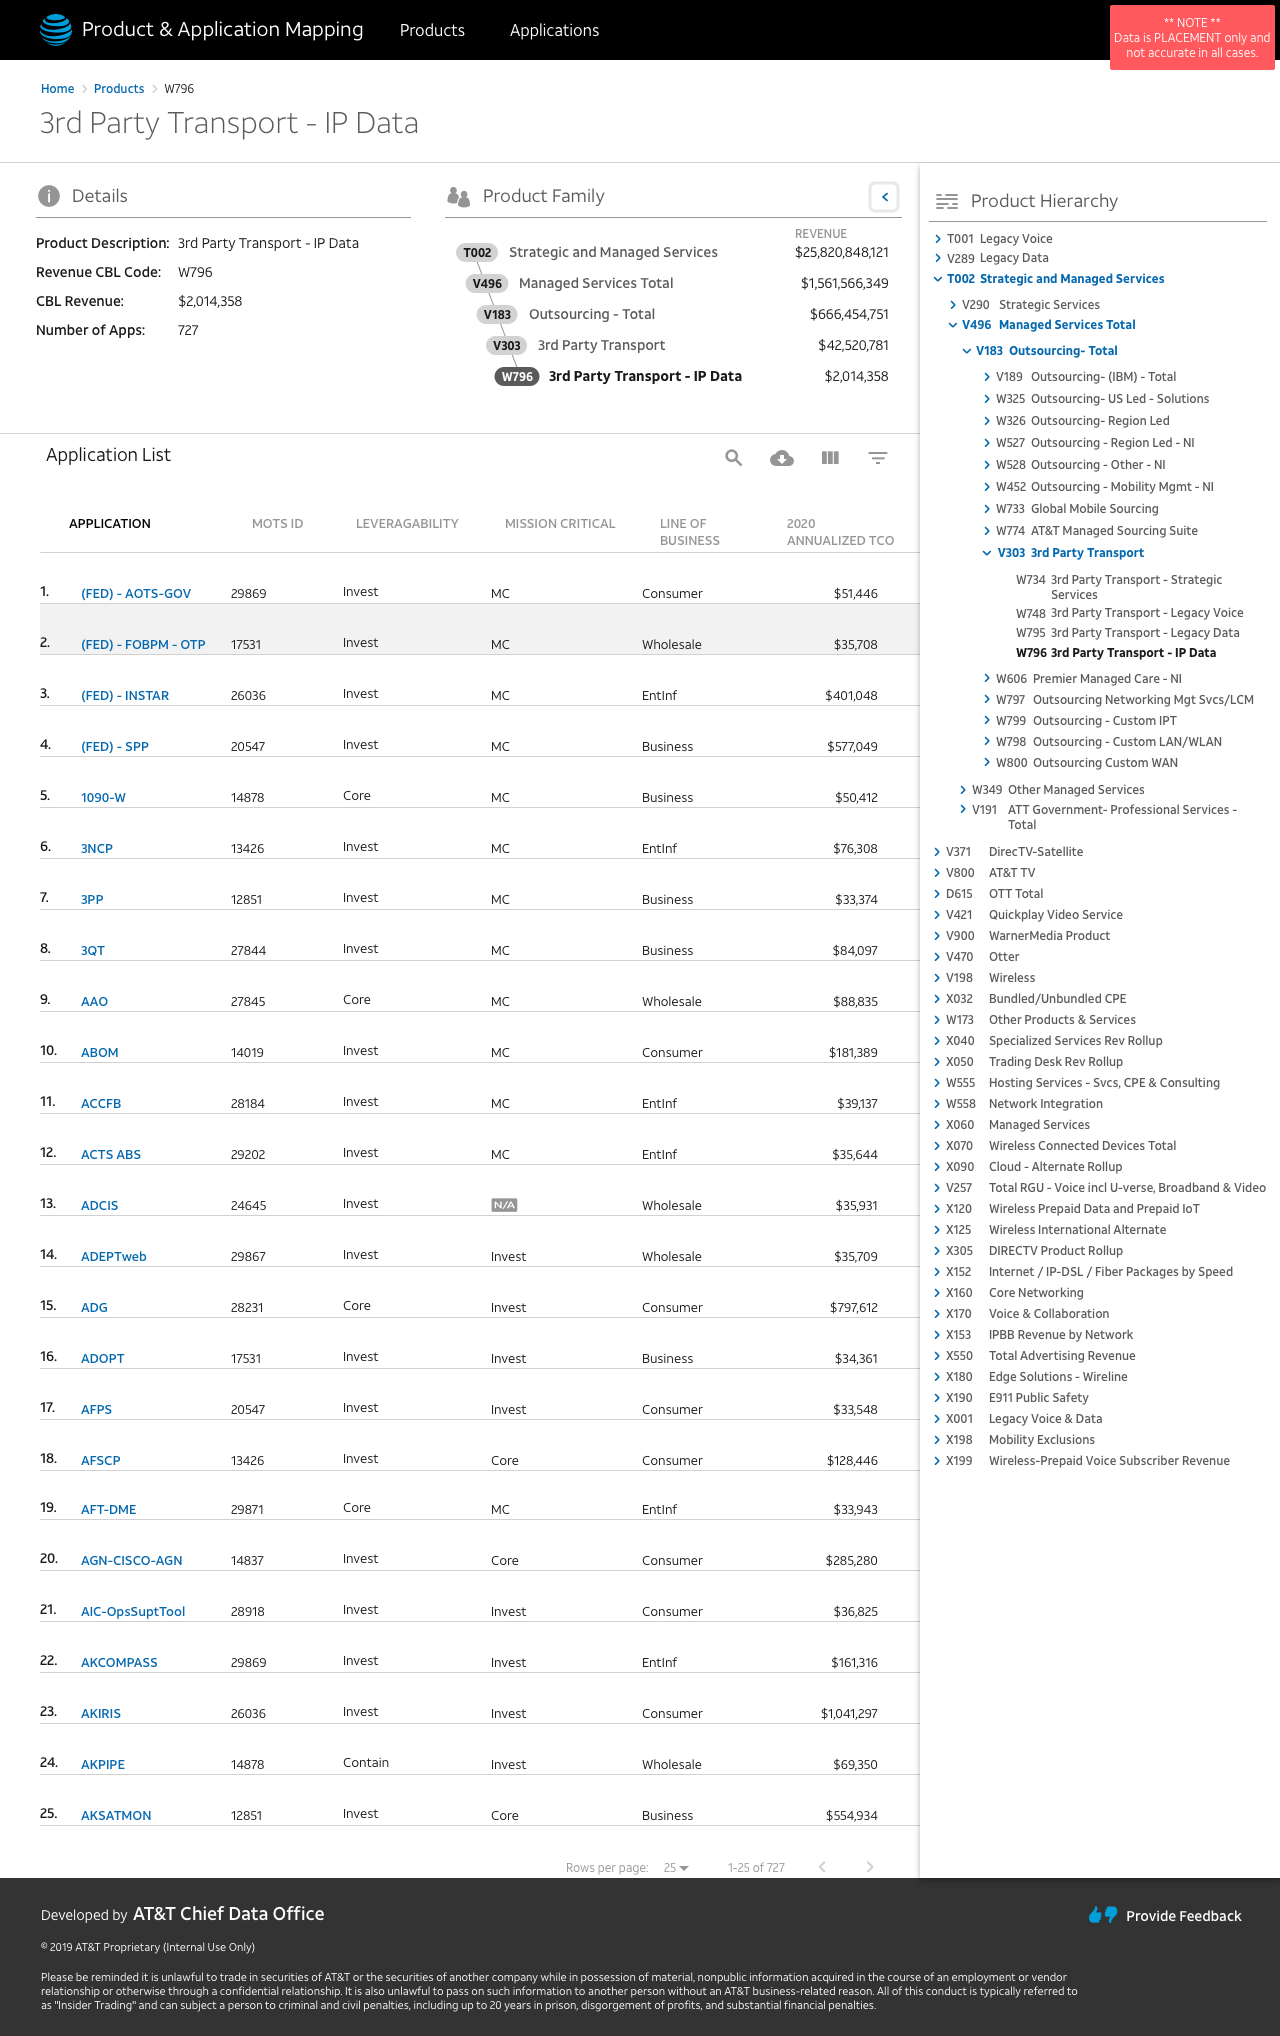 Product & Application Mapping
Products
Applications
** NOTE **
Data is PLACEMENT only and
not accurate in all cases.
Home > Products > W796
3rd Party Transport - IP Data
Details
Product Description: 3rd Party Transport - IP Data
Revenue CBL Code: W796
CBL Revenue: $2,014,358
Number of Apps: 727
Product Family
REVENUE
T002 Strategic and Managed Services $25,820,848,121
V496 Managed Services Total $1,561,566,349
V183 Outsourcing - Total $666,454,751
V303 3rd Party Transport $42,520,781
W796 3rd Party Transport - IP Data $2,014,358
Application List
APPLICATION MOTS ID LEVERAGABILITY MISSION CRITICAL LINE OF 2020
BUSINESS ANNUALIZED TCO
1. (FED) - AOTS-GOV 29869 Invest MC Consumer $51,446
2. (FED) - FOBPM - OTP 17531 Invest MC Wholesale $35,708
3. (FED) - INSTAR 26036 Invest MC EntInf $401,048
4. (FED) - SPP 20547 Invest MC Business $577,049
5. 1090-W 14878 Core MC Business $50,412
6. 3NCP 13426 Invest MC EntInf $76,308
7. 3PP 12851 Invest MC Business $33,374
8. 3QT 27844 Invest MC Business $84,097
9. AAO 27845 Core MC Wholesale $88,835
10. ABOM 14019 Invest MC Consumer $181,389
11. ACCFB 28184 Invest MC EntInf $39,137
12. ACTS ABS 29202 Invest MC EntInf $35,644
13. ADCIS 24645 Invest N/A Wholesale $35,931
14. ADEPTweb 29867 Invest Invest Wholesale $35,709
15. ADG 28231 Core Invest Consumer $797,612
16. ADOPT 17531 Invest Invest Business $34,361
17. AFPS 20547 Invest Invest Consumer $33,548
18. AFSCP 13426 Invest Core Consumer $128,446
19. AFT-DME 29871 Core MC EntInf $33,943
20. AGN-CISCO-AGN 14837 Invest Core Consumer $285,280
21. AIC-OpsSuptTool 28918 Invest Invest Consumer $36,825
22. AKCOMPASS 29869 Invest Invest EntInf $161,316
23. AKIRIS 26036 Invest Invest Consumer $1,041,297
24. AKPIPE 14878 Contain Invest Wholesale $69,350
25. AKSATMON 12851 Invest Core Business $554,934
Rows per page: 25 1-25 of 727
Product Hierarchy
T001 Legacy Voice
V289 Legacy Data
T002 Strategic and Managed Services
V290 Strategic Services
V496 Managed Services Total
V183 Outsourcing- Total
V189 Outsourcing- (IBM) - Total
W325 Outsourcing- US Led - Solutions
W326 Outsourcing- Region Led
W527 Outsourcing - Region Led - NI
W528 Outsourcing - Other - NI
W452 Outsourcing - Mobility Mgmt - NI
W733 Global Mobile Sourcing
W774 AT&T Managed Sourcing Suite
V303 3rd Party Transport
W734 3rd Party Transport - Strategic
Services
W748 3rd Party Transport - Legacy Voice
W795 3rd Party Transport - Legacy Data
W796 3rd Party Transport - IP Data
W606 Premier Managed Care - NI
W797 Outsourcing Networking Mgt Svcs/LCM
W799 Outsourcing - Custom IPT
W798 Outsourcing - Custom LAN/WLAN
W800 Outsourcing Custom WAN
W349 Other Managed Services
V191 ATT Government- Professional Services -
Total
V371 DirecTV-Satellite
V800 AT&T TV
D615 OTT Total
V421 Quickplay Video Service
V900 WarnerMedia Product
V470 Otter
V198 Wireless
X032 Bundled/Unbundled CPE
W173 Other Products & Services
X040 Specialized Services Rev Rollup
X050 Trading Desk Rev Rollup
W555 Hosting Services - Svcs, CPE & Consulting
W558 Network Integration
X060 Managed Services
X070 Wireless Connected Devices Total
X090 Cloud - Alternate Rollup
V257 Total RGU - Voice incl U-verse, Broadband & Video
X120 Wireless Prepaid Data and Prepaid IoT
X125 Wireless International Alternate
X305 DIRECTV Product Rollup
X152 Internet / IP-DSL / Fiber Packages by Speed
X160 Core Networking
X170 Voice & Collaboration
X153 IPBB Revenue by Network
X550 Total Advertising Revenue
X180 Edge Solutions - Wireline
X190 E911 Public Safety
X001 Legacy Voice & Data
X198 Mobility Exclusions
X199 Wireless-Prepaid Voice Subscriber Revenue
Developed by AT&T Chief Data Office
Provide Feedback
© 2019 AT&T Proprietary (Internal Use Only)
Please be reminded it is unlawful to trade in securities of AT&T or the securities of another company while in possession of material, nonpublic information acquired in the course of an employment or vendor
relationship or otherwise through a confidential relationship. It is also unlawful to pass on such information to another person without an AT&T business-related reason. All of this conduct is typically referred to
as "Insider Trading" and can subject a person to criminal and civil penalties, including up to 20 years in prison, disgorgement of profits, and substantial financial penalties.